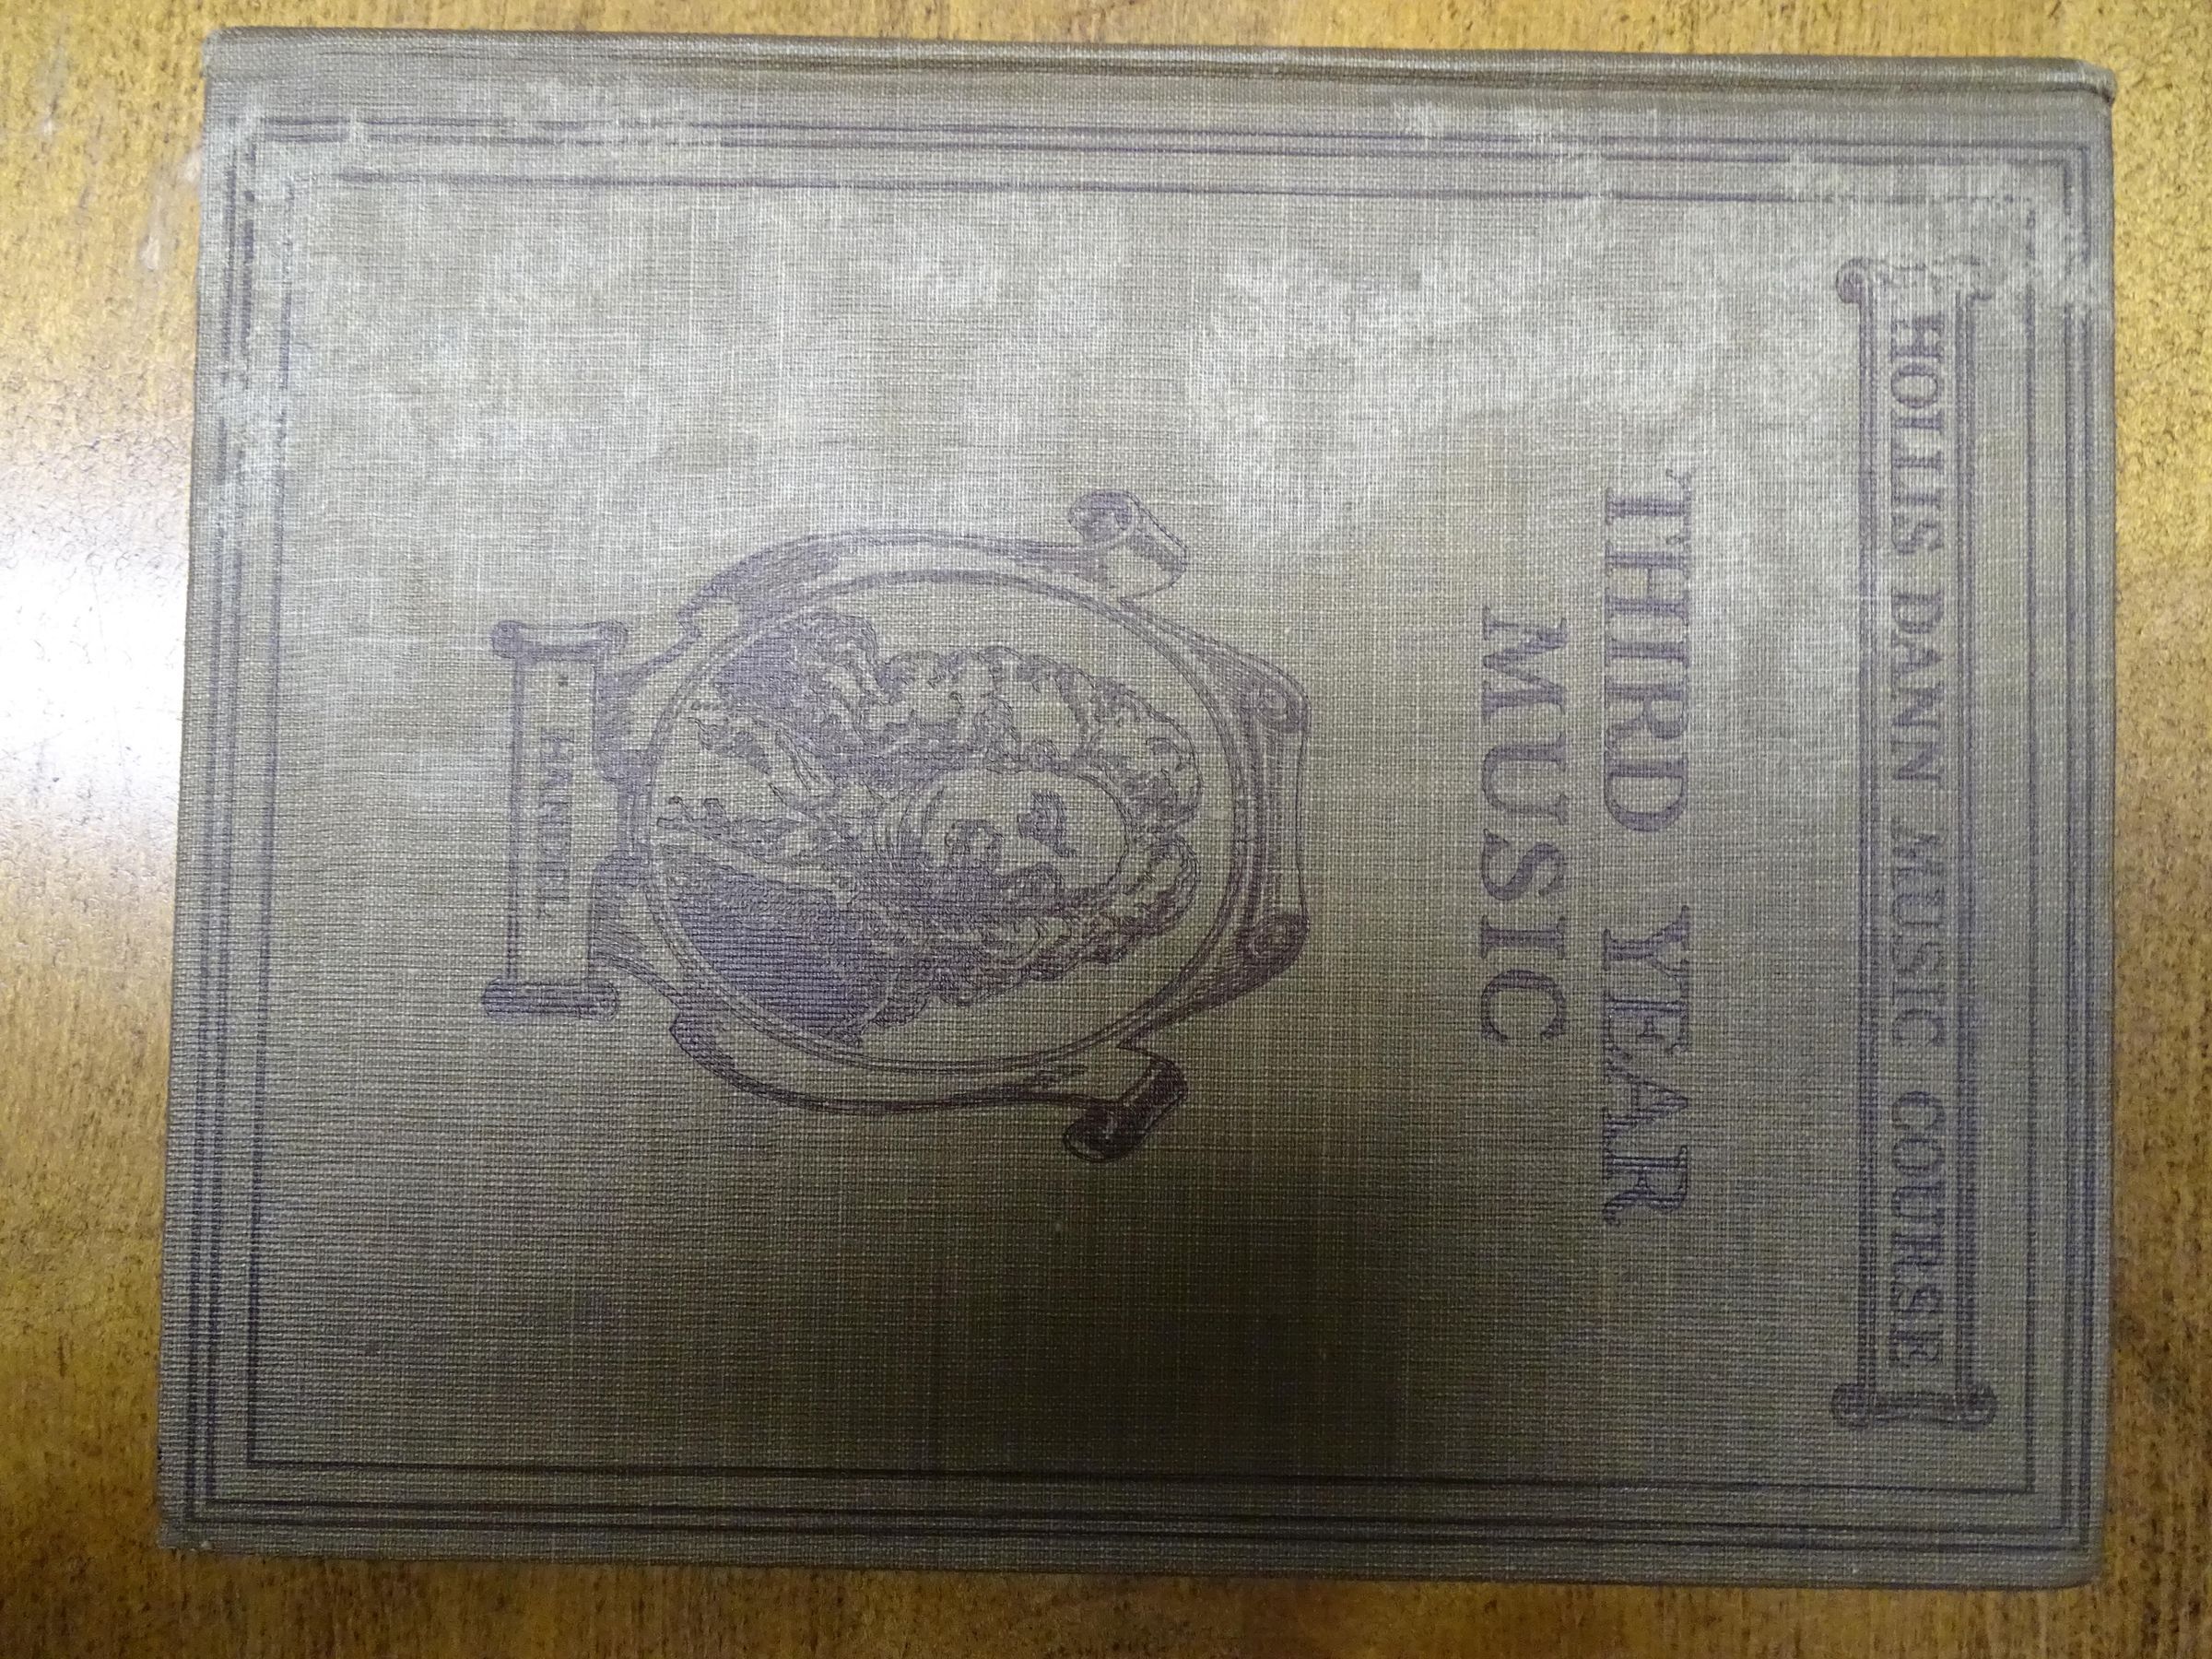 HOLLIS DANN MUSIC COURSE
THIRD YEAR
MUSIC
HANDEL